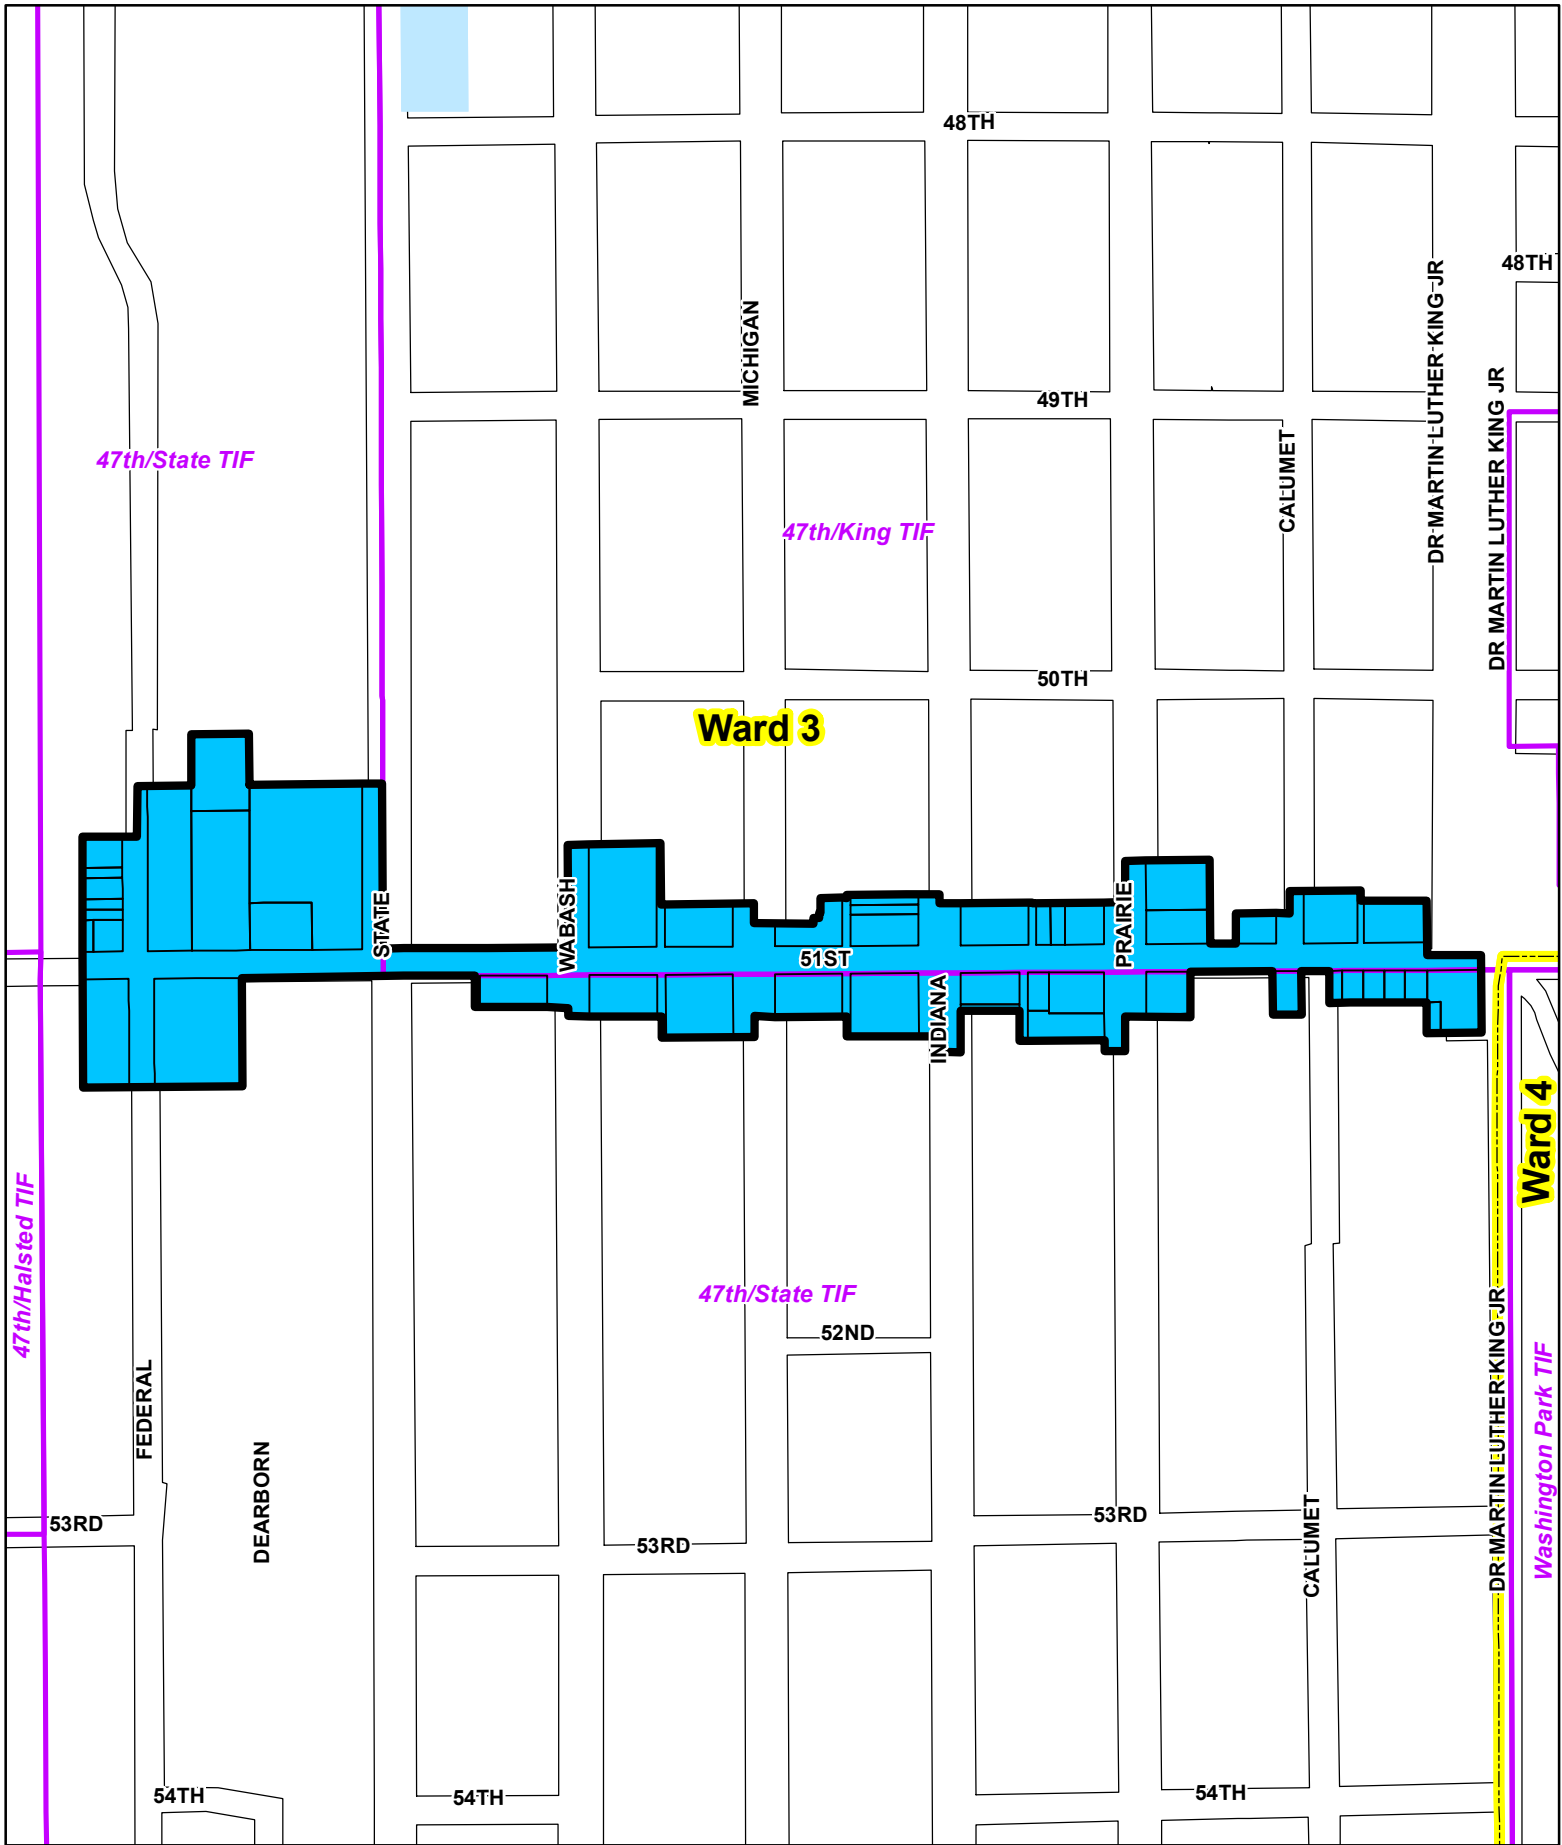 48TH
48TH
DR MARTIN LUTHER KING JR
MICHIGAN
DR MARTIN LUTHER KING JR
49TH
CALUMET
47th/State TIF
47th/King TIF
50TH
Ward 3
STATE
WABASH
PRAIRIE
51ST
INDIANA
Ward 4
47th/Halsted TIF
47th/State TIF
DR MARTIN LUTHER KING JR
52ND
Washington Park TIF
FEDERAL
DEARBORN
CALUMET
53RD
53RD
53RD
54TH
54TH
54TH